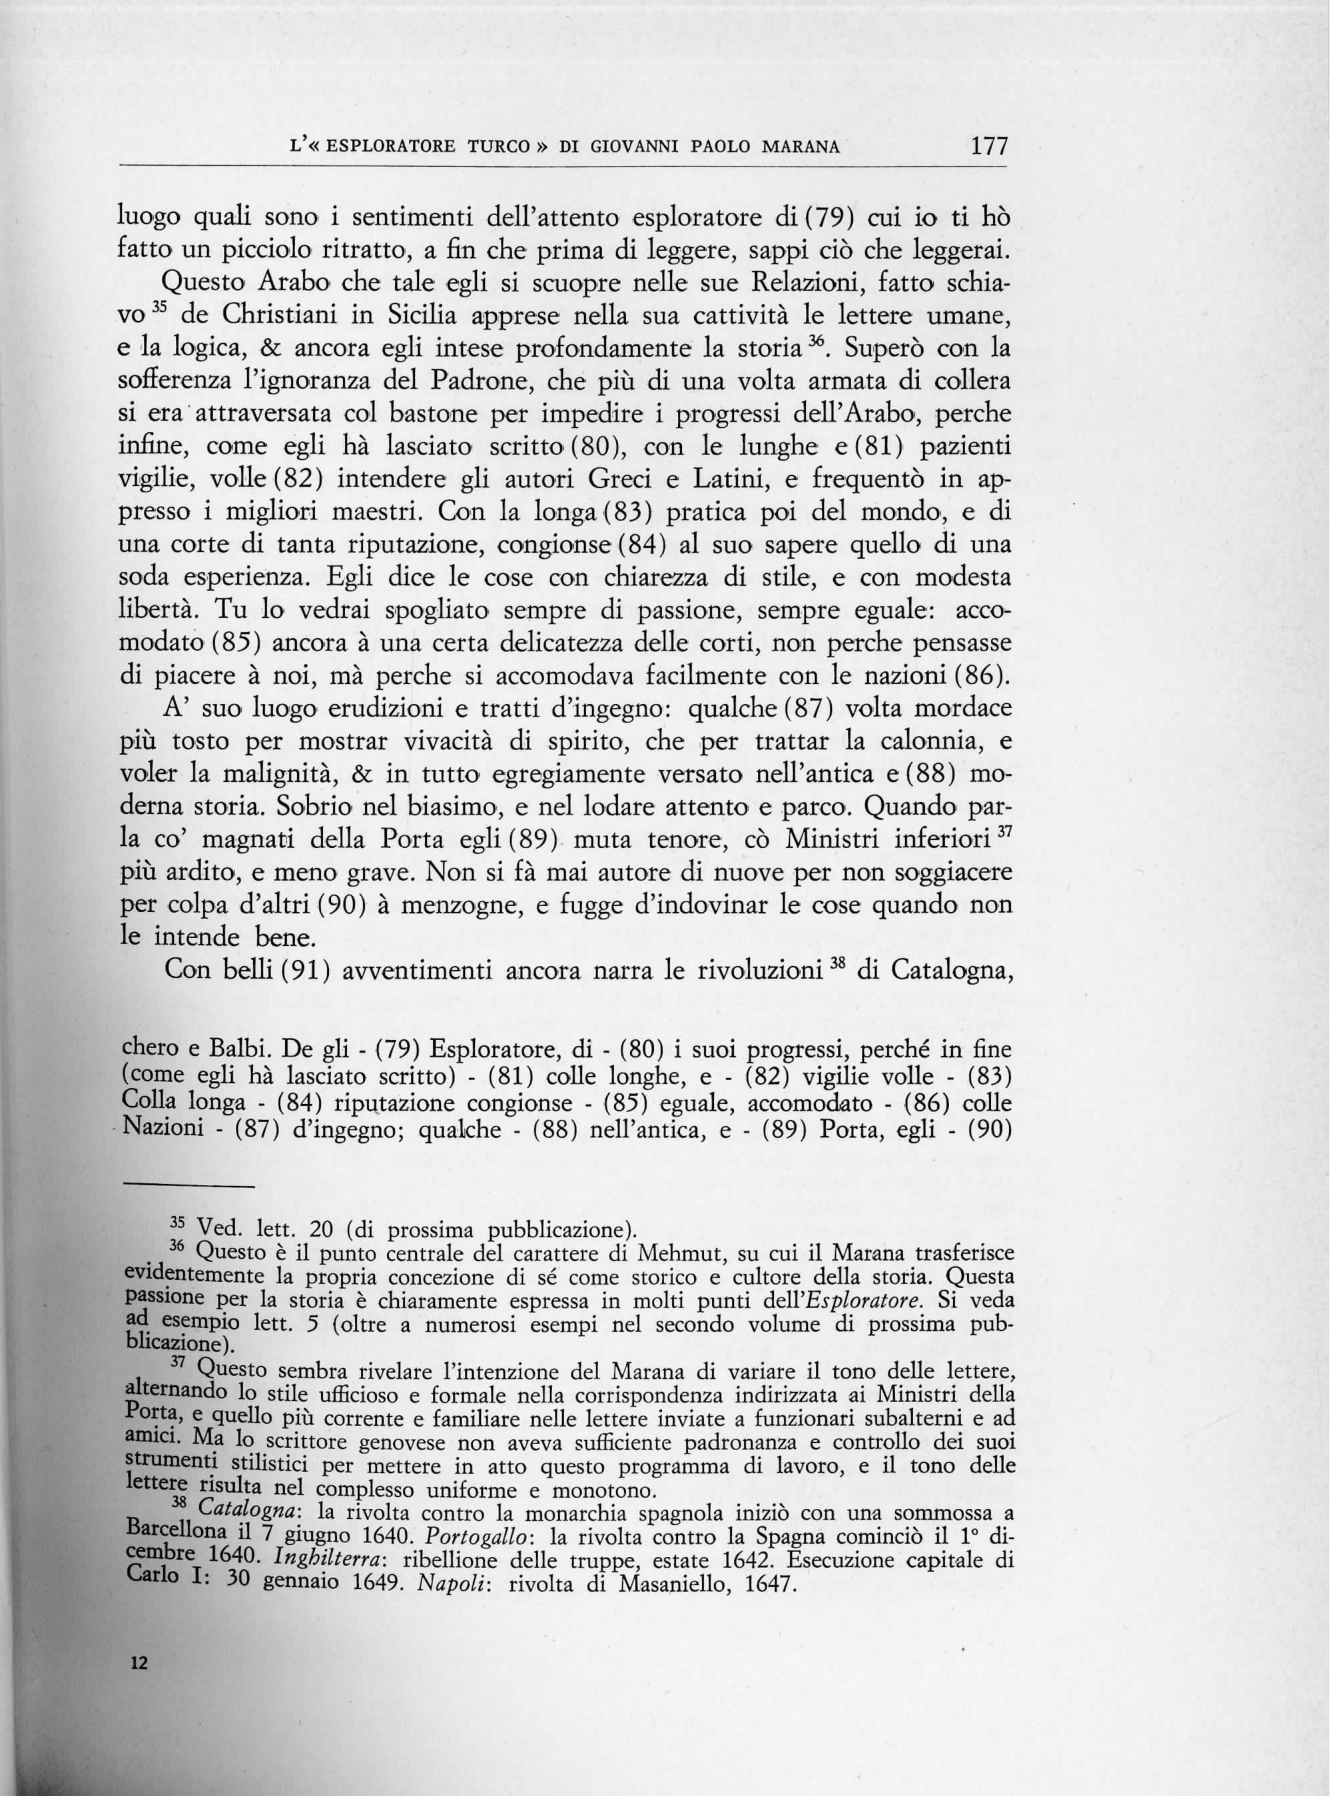 L'« ESPLORATORE TURCO » DI GIOVANNI PAOLO MARANA 177
luogo quali sono i sentimenti dell'attento esploratore di (79) cui io ti hò
fatto un picciolo ritratto, a fin che prima di leggere, sappi ciò che leggerai.
Questo Arabo che tale egli si scuopre nelle sue Relazioni, fatto schia-
vo 35 de Christiani in Sicilia apprese nella sua cattività le lettere umane,
e la logica, & ancora egli intese profondamente la storia 36. Superò con la
sofferenza l'ignoranza del Padrone, che più di una volta armata di collera
si era attraversata col bastone per impedire i progressi dell'Arabo, perche
infine, come egli hà lasciato scritto (80), con le lunghe e (81) pazienti
vigilie, volle (82) intendere gli autori Greci e Latini, e frequentò in ap-
presso i migliori maestri. Con la longa (83) pratica poi del mondo, e di
una corte di tanta riputazione, congionse (84) al suo sapere quello di una
soda esperienza. Egli dice le cose con chiarezza di stile, e con modesta
libertà. Tu lo vedrai spogliato sempre di passione, sempre eguale: acco-
modato (85) ancora à una certa delicatezza delle corti, non perche pensasse
di piacere à noi, mà perche si accomodava facilmente con le nazioni (86).
A' suo luogo erudizioni e tratti d'ingegno: qualche (87) volta mordace
più tosto per mostrar vivacità di spirito, che per trattar la calonnia, e
voler la malignità, & in tutto egregiamente versato nell'antica e (88) mo-
derna storia. Sobrio nel biasimo, e nel lodare attento e parco. Quando par-
la co' magnati della Porta egli (89) muta tenore, cò Ministri inferiori 37
più ardito, e meno grave. Non si fà mai autore di nuove per non soggiacere
per colpa d'altri (90) à menzogne, e fugge d'indovinar le cose quando non
le intende bene.
Con belli (91) avventimenti ancora narra le rivoluzioni 38 di Catalogna,
chero e Balbi. De gli - (79) Esploratore, di - (80) i suoi progressi, perché in fine
(come egli hà lasciato scritto) - (81) colle longhe, e - (82) vigilie volle - (83)
Colla longa - (84) riputazione congionse - (85) eguale, accomodato - (86) colle
Nazioni - (87) d'ingegno; qualche - (88) nell'antica, e - (89) Porta, egli - (90)
35 Ved. lett. 20 (di prossima pubblicazione).
36 Questo è il punto centrale del carattere di Mehmut, su cui il Marana trasferisce
evidentemente la propria concezione di sé come storico e cultore della storia. Questa
passione per la storia è chiaramente espressa in molti punti dell'Esploratore. Si veda
ad esempio lett. 5 (oltre a numerosi esempi nel secondo volume di prossima pub-
blicazione).
37 Questo sembra rivelare l'intenzione del Marana di variare il tono delle lettere,
alternando lo stile ufficioso e formale nella corrispondenza indirizzata ai Ministri della
Porta, e quello più corrente e familiare nelle lettere inviate a funzionari subalterni e ad
amici. Ma lo scrittore genovese non aveva sufficiente padronanza e controllo dei suoi
strumenti stilistici per mettere in atto questo programma di lavoro, e il tono delle
lettere risulta nel complesso uniforme e monotono.
38 Catalogna: la rivolta contro la monarchia spagnola iniziò con una sommossa a
Barcellona il 7 giugno 1640. Portogallo: la rivolta contro la Spagna cominciò il 1° di-
cembre 1640. Inghilterra: ribellione delle truppe, estate 1642. Esecuzione capitale di
Carlo I: 30 gennaio 1649. Napoli: rivolta di Masaniello, 1647.
12